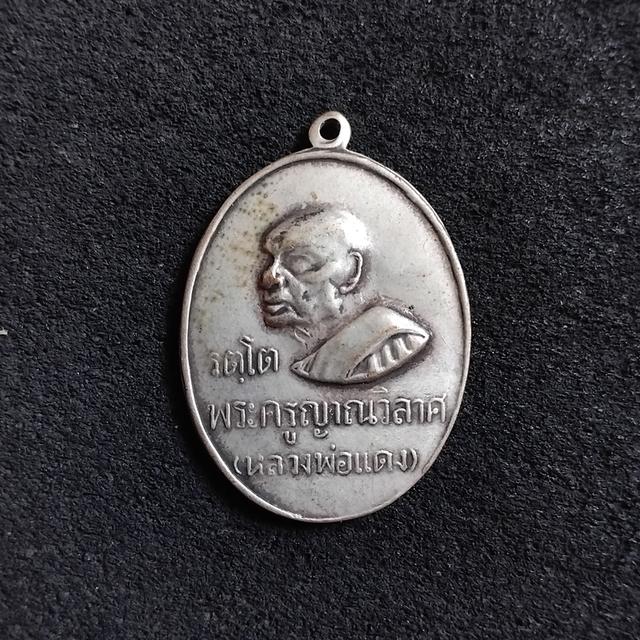 รตฺโต
พระครูญาณวิลาศ
(หลวงพ่อแดง)